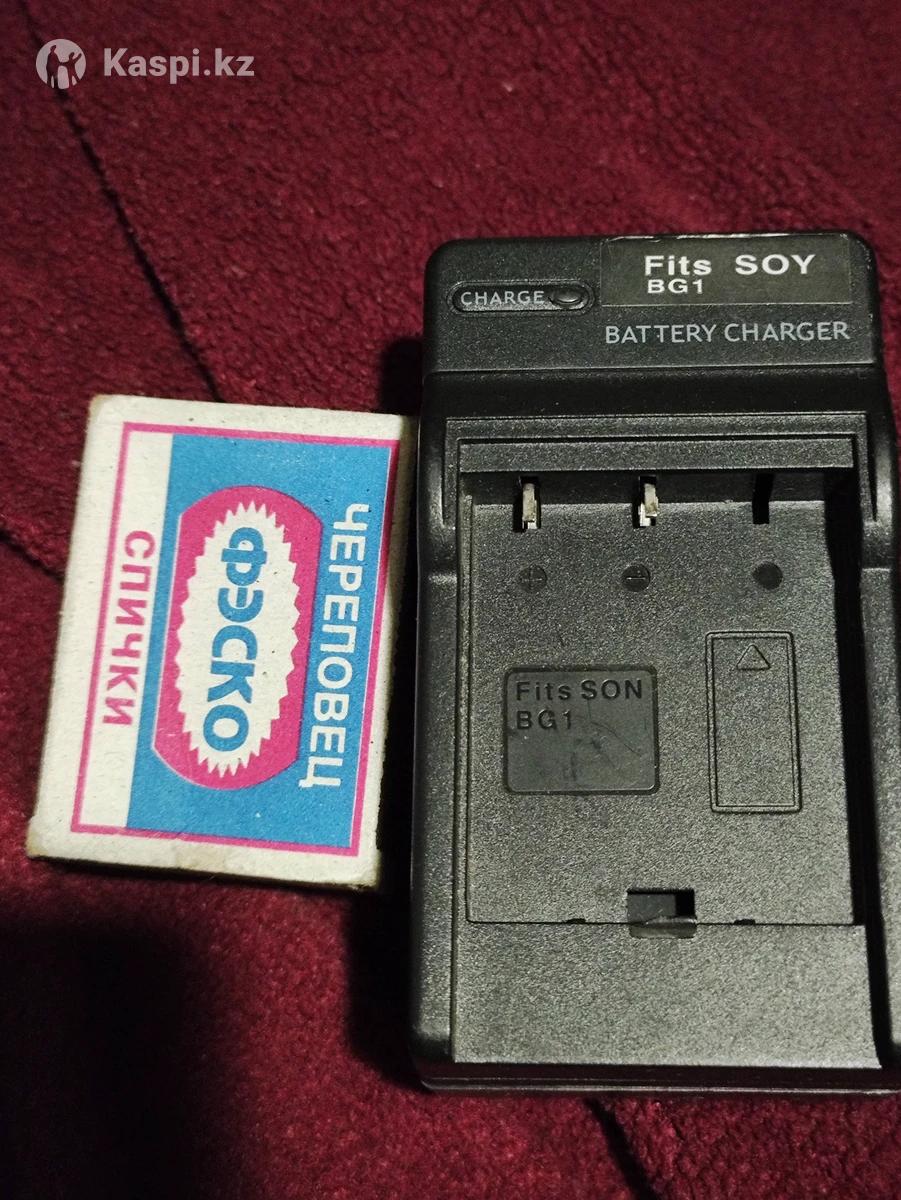 Kaspi.kz
Fits SOY
BG1
CHARGE
BATTERY CHARGER
ЧЕРЕПОВЕЦ
ФЭСКО
СПИЧКИ
+
−
Fits SON
BG1